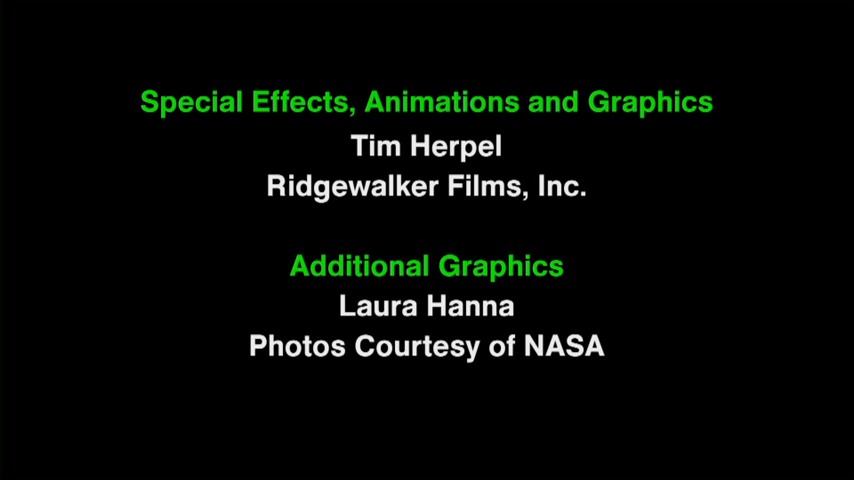 Special Effects, Animations and Graphics
Tim Herpel
Ridgewalker Films, Inc.
Additional Graphics
Laura Hanna
Photos Courtesy of NASA